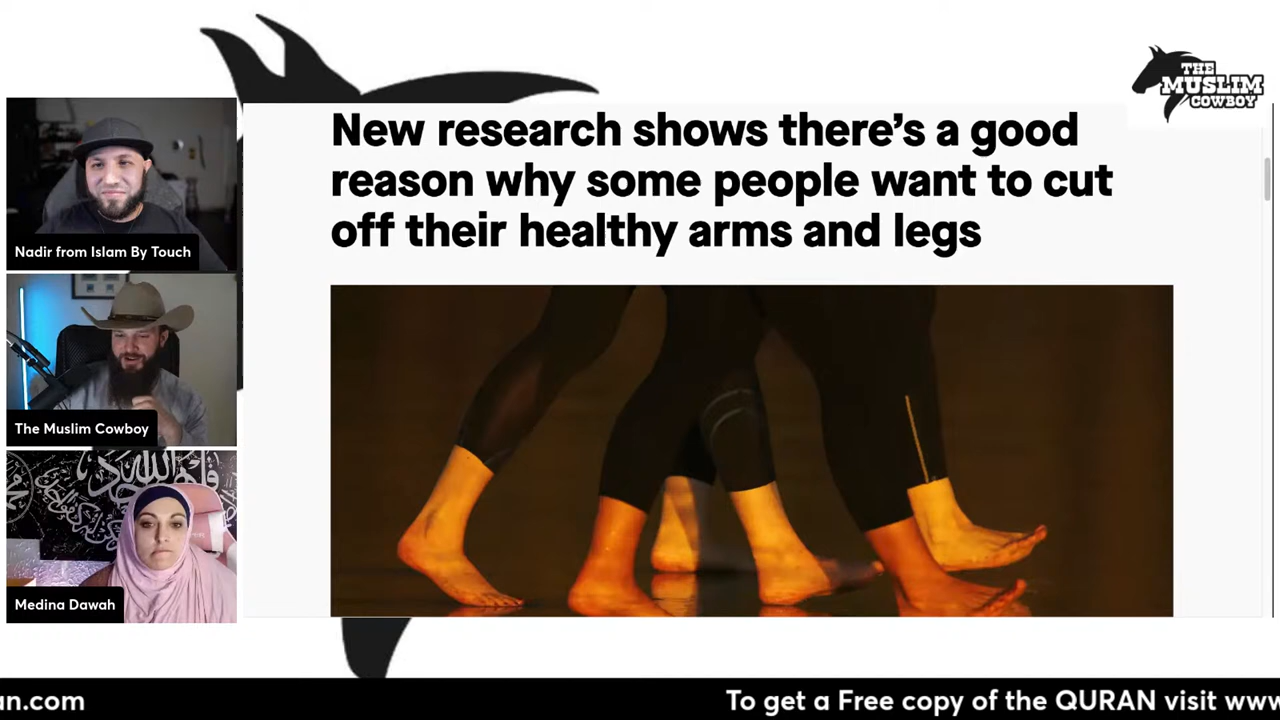 THE
MUSLIM
COWBOY
New research shows there's a good
reason why some people want to cut
off their healthy arms and legs
Nadir from Islam By Touch
The Muslim Cowboy
Medina Dawah
an.com
To get a Free copy of the QURAN visit www